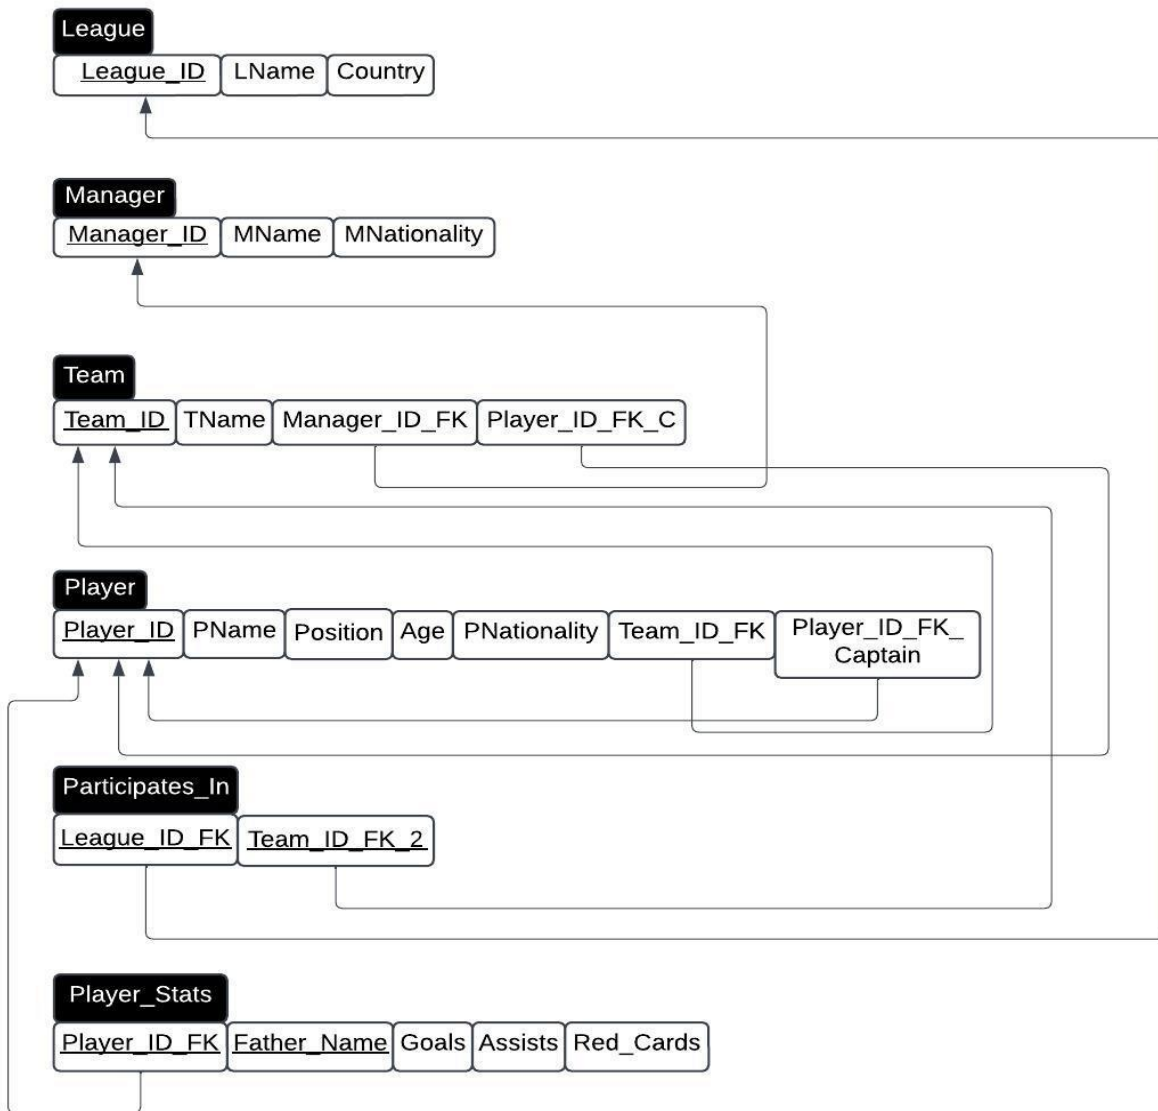 League
League_ID LName Country
Manager
Manager_ID MName MNationality
Team
Team_ID TName Manager_ID_FK Player_ID_FK_C
Player
Player_ID PName Position Age PNationality Team_ID_FK Player_ID_FK_
Captain
Participates_In
League_ID_FK Team_ID_FK_2
Player_Stats
Player_ID_FK Father_Name Goals Assists Red_Cards